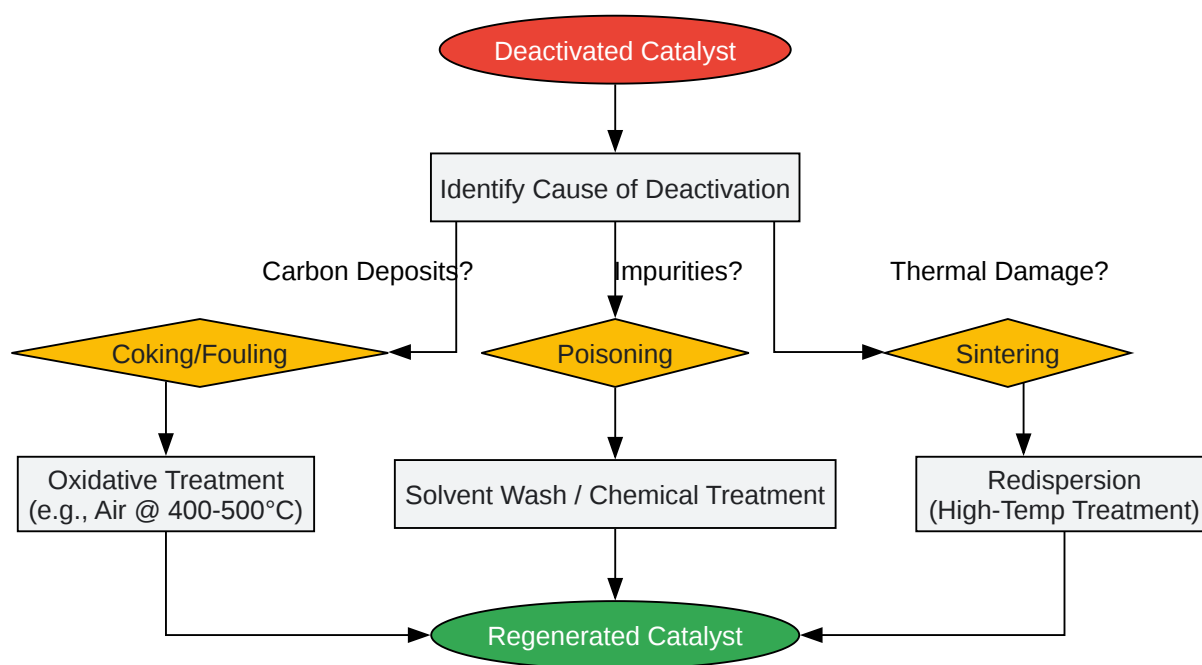 Deactivated Catalyst
Identify Cause of Deactivation
Carbon Deposits?
Impurities?
Thermal Damage?
Coking/Fouling
Poisoning
Sintering
Oxidative Treatment
(e.g., Air @ 400-500°C)
Solvent Wash / Chemical Treatment
Redispersion
(High-Temp Treatment)
Regenerated Catalyst